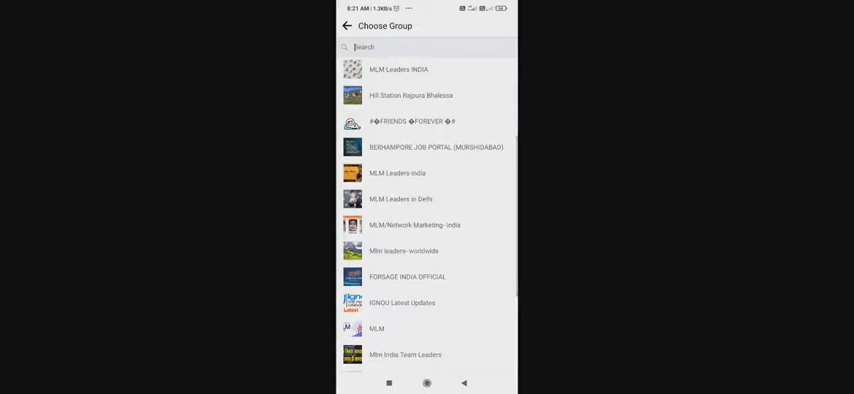 8:21 AM | 1.3KB/s
Choose Group
Search
MLM Leaders INDIA
Hill Station Rajpura Bhalessa
#�FRIENDS �FOREVER �#
BERHAMPORE JOB PORTAL (MURSHIDABAD)
MLM Leaders-India
MLM Leaders in Delhi
MLM/Network Marketing- india
Mlm leaders- worldwide
FORSAGE INDIA OFFICIAL
IGNOU Latest Updates
MLM
Mlm India Team Leaders